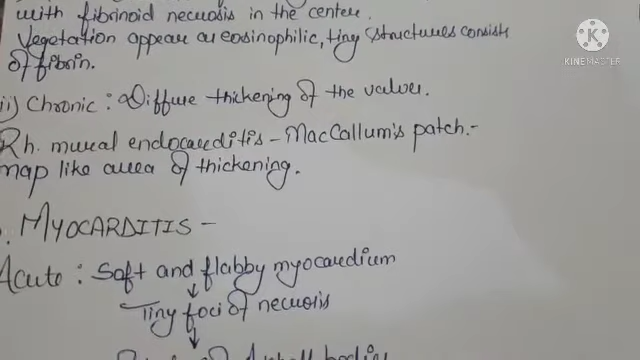 with fibrinoid necrosis in the center.
Vegetation appear as eosinophilic, tiny structures consists
of fibrin.
ii) Chronic: Diffuse thickening of the valves.
Rh. mural endocarditis - MacCallum's patch.-
map like area of thickening.
MYOCARDITIS -
Acute: Soft and flabby myocardium
Tiny foci of necrosis
KINEMASTER